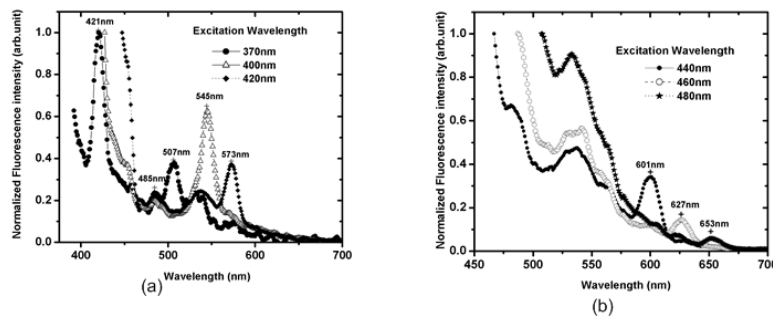 Normalized Fluorescence intensity (arb.unit)
1.0
0.8
0.6
0.4
0.2
0.0
421nm
485nm
507nm
545nm
573nm
Excitation Wavelength
370nm
400nm
420nm
400
500
600
700
Wavelength (nm)
(a)
Normalized Fluorescence intensity (arb.unit)
1.0
0.8
0.6
0.4
0.2
0.0
Excitation Wavelength
440nm
460nm
480nm
601nm
627nm
653nm
450
500
550
600
650
700
Wavelength (nm)
(b)